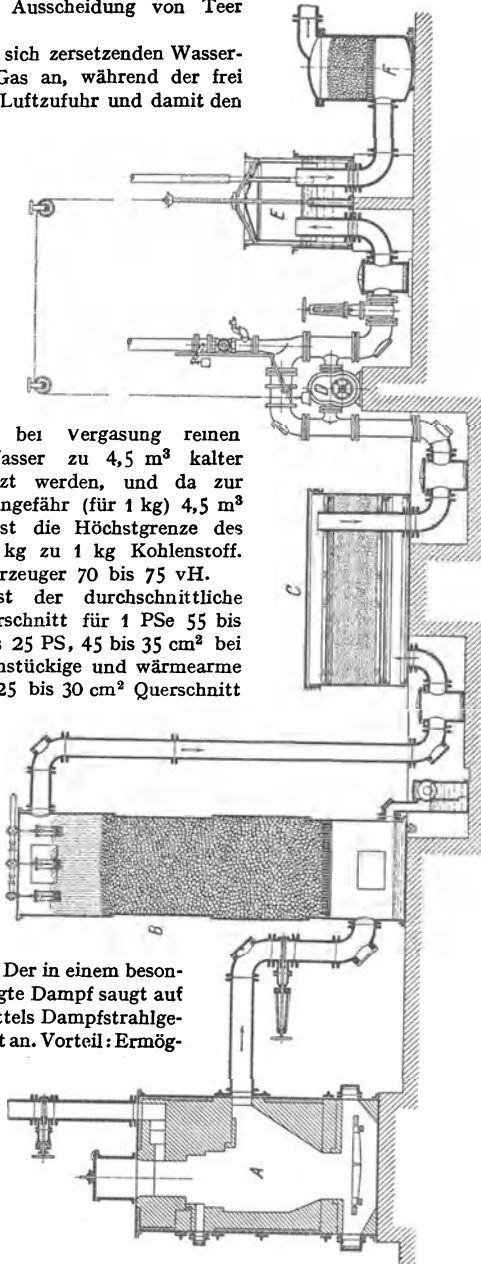 Ausscheidung von Teer
sich zersetzenden Wasser-
Gas an, während der frei
Luftzufuhr und damit den
bei Vergasung reinen
Wasser zu 4,5 m³ kalter
zt werden, und da zur
ngefähr (für 1 kg) 4,5 m³
st die Höchstgrenze des
kg zu 1 kg Kohlenstoff.
rzeuger 70 bis 75 vH.
st der durchschnittliche
rschnitt für 1 PSe 55 bis
s 25 PS, 45 bis 35 cm² bei
nstückige und wärmearme
25 bis 30 cm² Querschnitt
Der in einem beson-
gte Dampf saugt auf
ttels Dampfstrahlge-
t an. Vorteil: Ermög-
A
B
C
D
E
F